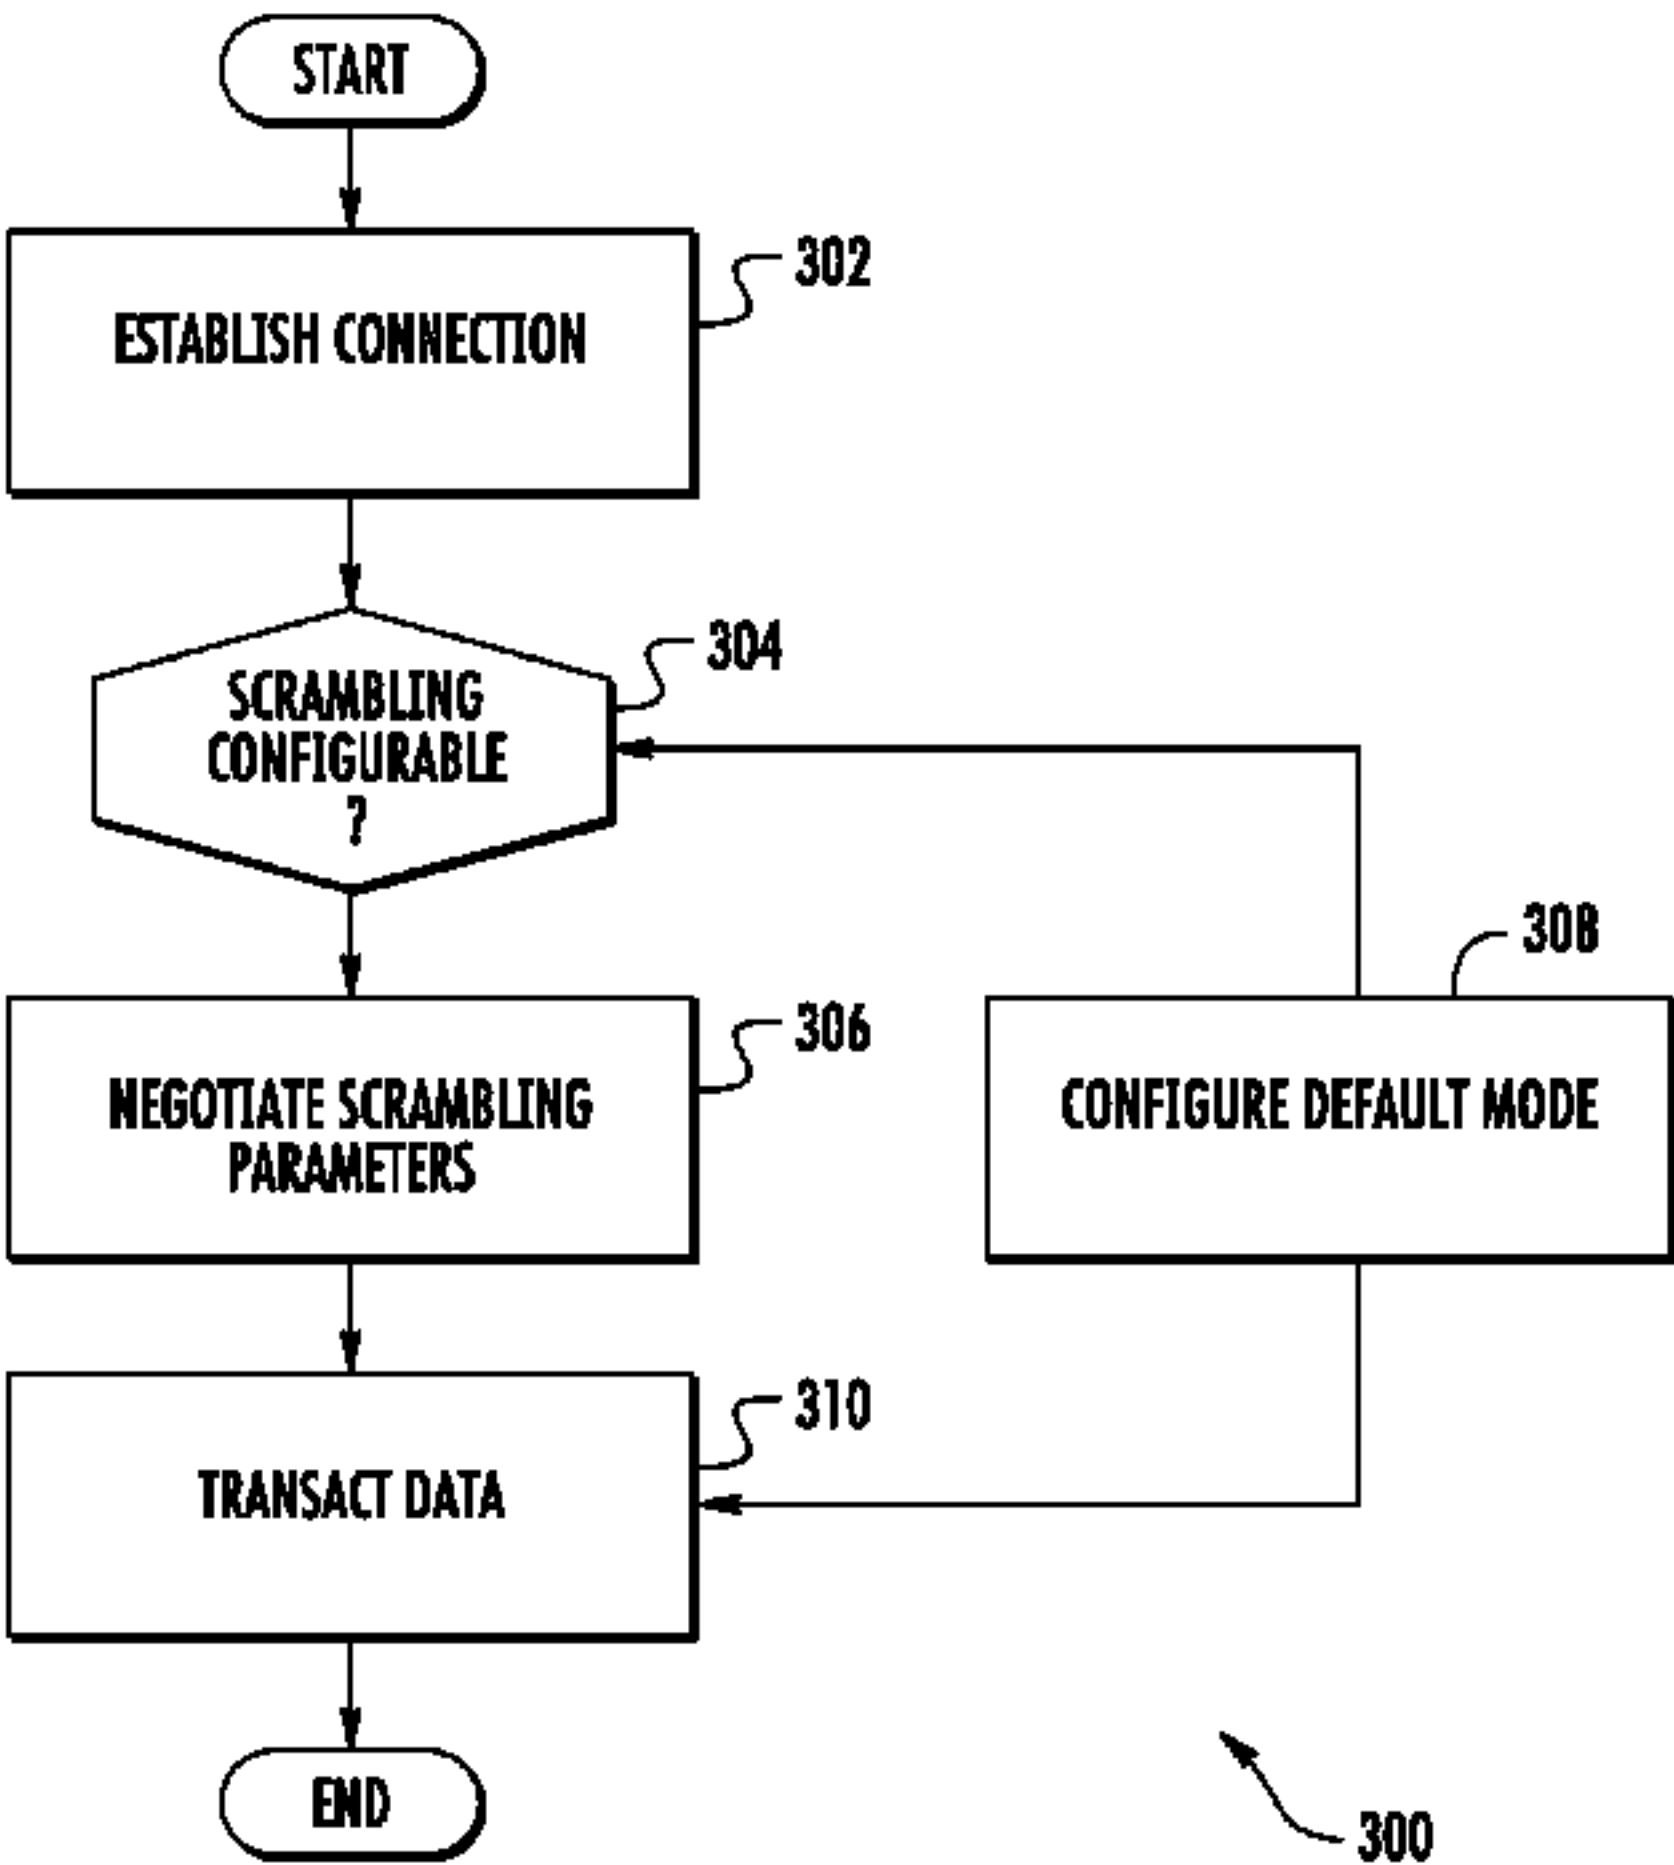 START
302
ESTABLISH CONNECTION
304
SCRAMBLING
CONFIGURABLE
?
308
306
NEGOTIATE SCRAMBLING
PARAMETERS
CONFIGURE DEFAULT MODE
310
TRANSACT DATA
END
300